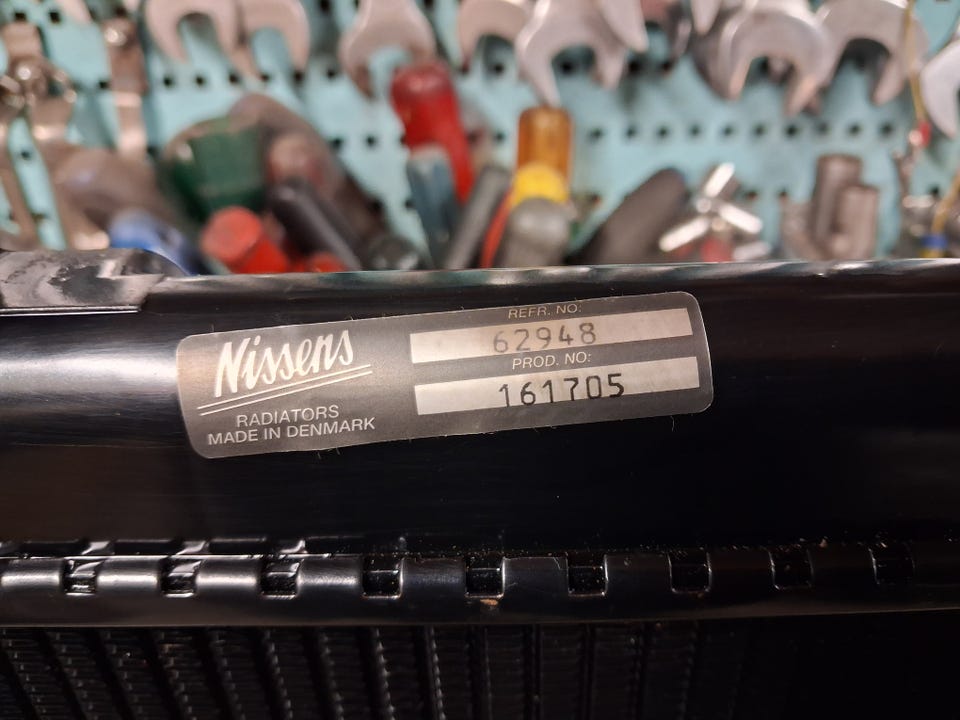 Nissens
RADIATORS
MADE IN DENMARK
REFR. NO:
62948
PROD. NO:
161705